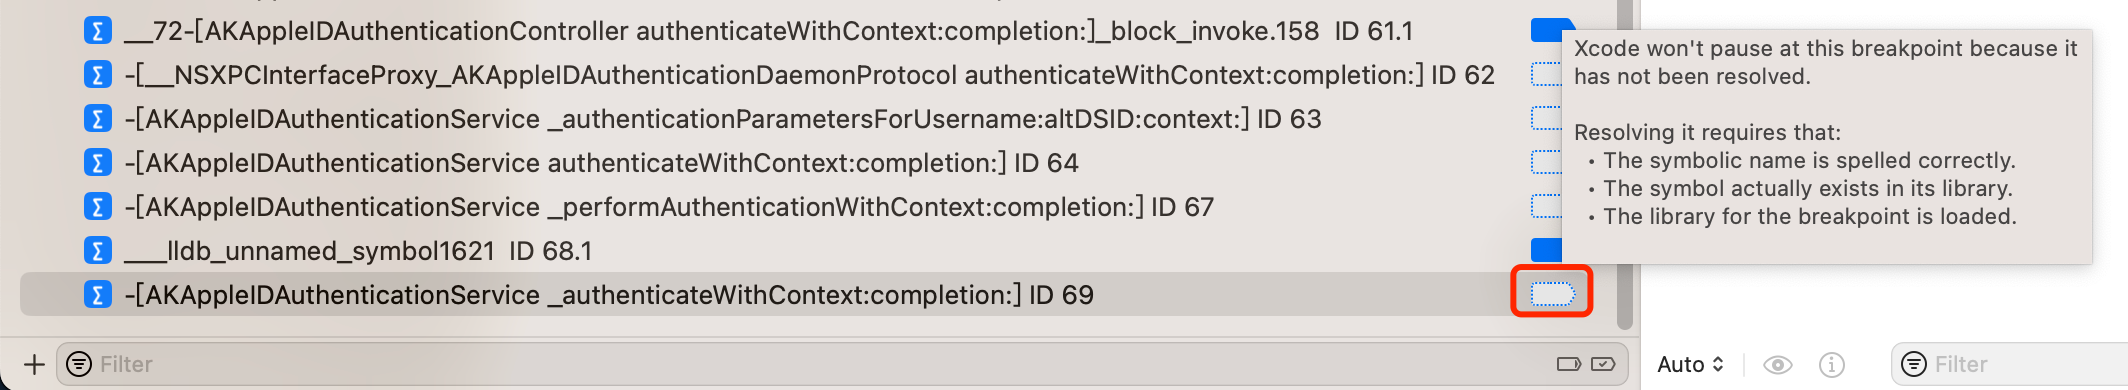 __72-[AKAppleIDAuthenticationController authenticateWithContext:completion:]_block_invoke.158 ID 61.1
-[__NSXPCInterfaceProxy_AKAppleIDAuthenticationDaemonProtocol authenticateWithContext:completion:] ID 62
-[AKAppleIDAuthenticationService _authenticationParametersForUsername:altDSID:context:] ID 63
-[AKAppleIDAuthenticationService authenticateWithContext:completion:] ID 64
-[AKAppleIDAuthenticationService _performAuthenticationWithContext:completion:] ID 67
___lldb_unnamed_symbol1621 ID 68.1
-[AKAppleIDAuthenticationService _authenticateWithContext:completion:] ID 69
Xcode won't pause at this breakpoint because it
has not been resolved.
Resolving it requires that:
• The symbolic name is spelled correctly.
• The symbol actually exists in its library.
• The library for the breakpoint is loaded.
Filter
Auto
Filter